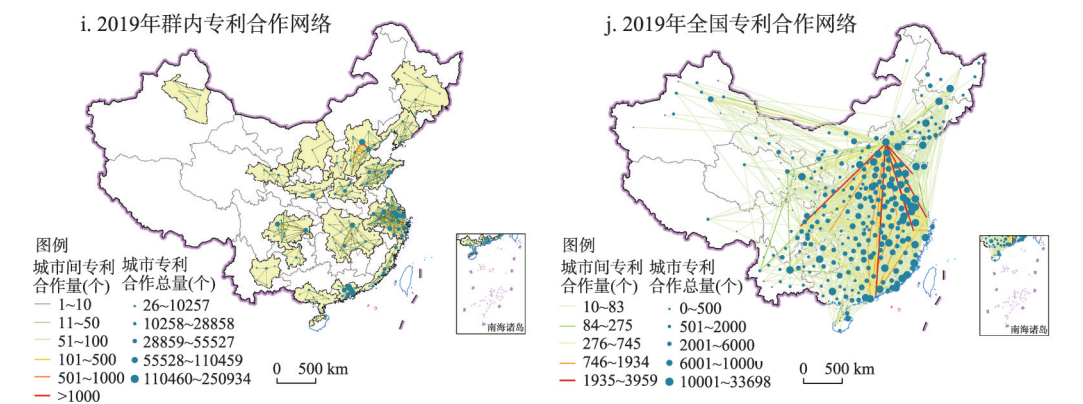 i. 2019年群内专利合作网络
图例
城市间专利
合作量(个)
1~10
11~50
51~100
101~500
501~1000
>1000
城市专利
合作总量(个)
26~10257
10258~28858
28859~55527
55528~110459
110460~250934
0 500 km
南海诸岛
j. 2019年全国专利合作网络
图例
城市间专利
合作量(个)
10~83
84~275
276~745
746~1934
1935~3959
城市专利
合作总量(个)
0~500
501~2000
2001~6000
6001~10000
10001~33698
0 500 km
南海诸岛